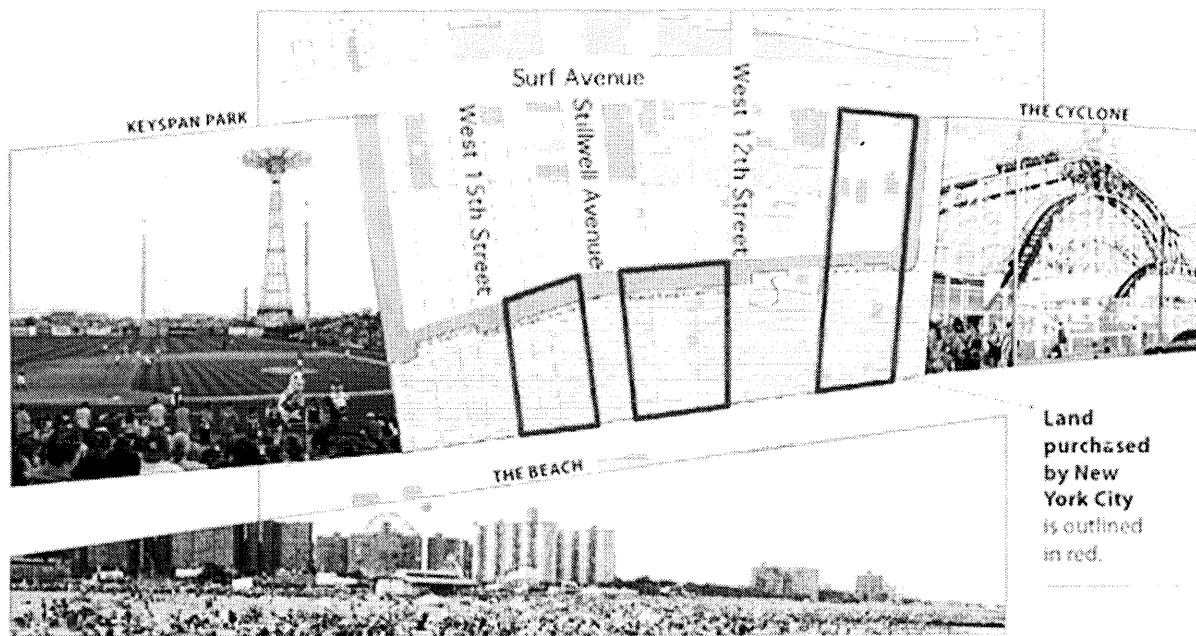 Surf Avenue
KEYSPAN PARK
West 15th Street
Stillwell Avenue
West 12th Street
THE CYCLONE
THE BEACH
Land
purchased
by New
York City
is outlined
in red.